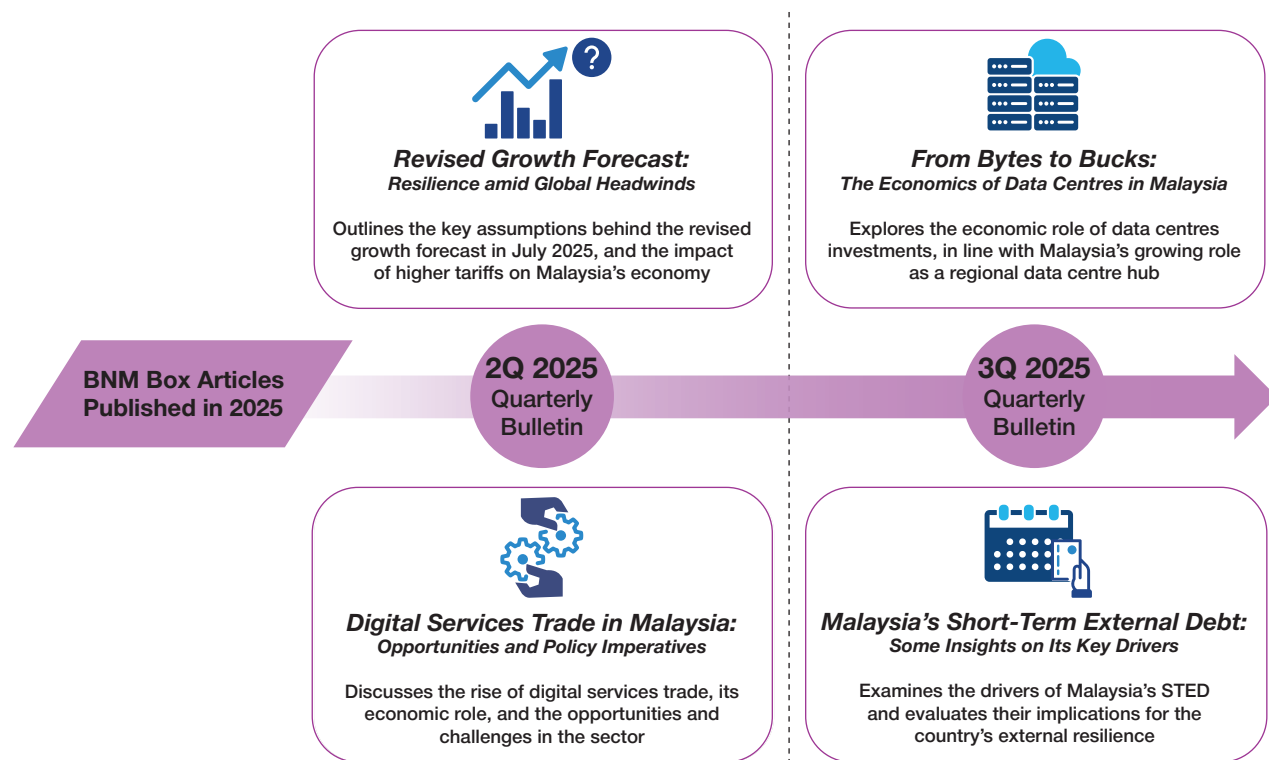 ?
Revised Growth Forecast:
Resilience amid Global Headwinds
Outlines the key assumptions behind the revised
growth forecast in July 2025, and the impact
of higher tariffs on Malaysia’s economy
From Bytes to Bucks:
The Economics of Data Centres in Malaysia
Explores the economic role of data centres
investments, in line with Malaysia’s growing role
as a regional data centre hub
BNM Box Articles
Published in 2025
2Q 2025
Quarterly
Bulletin
3Q 2025
Quarterly
Bulletin
Digital Services Trade in Malaysia:
Opportunities and Policy Imperatives
Discusses the rise of digital services trade, its
economic role, and the opportunities and
challenges in the sector
Malaysia’s Short-Term External Debt:
Some Insights on Its Key Drivers
Examines the drivers of Malaysia’s STED
and evaluates their implications for the
country’s external resilience